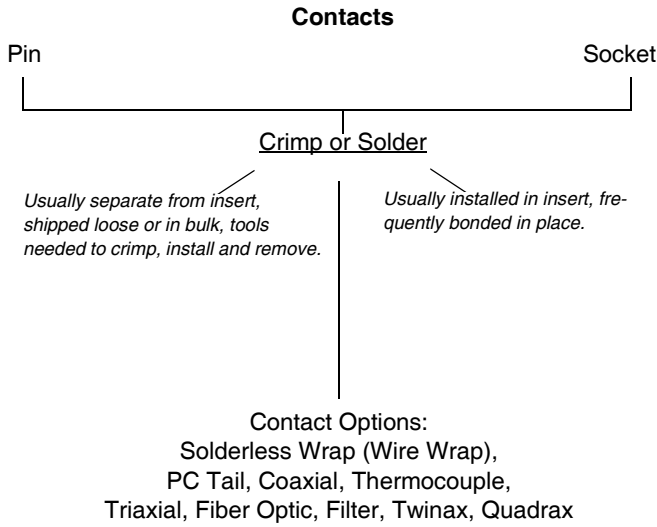 Contacts
Pin
Socket
Crimp or Solder
Usually separate from insert,
shipped loose or in bulk, tools
needed to crimp, install and remove.
Usually installed in insert, fre-
quently bonded in place.
Contact Options:
Solderless Wrap (Wire Wrap),
PC Tail, Coaxial, Thermocouple,
Triaxial, Fiber Optic, Filter, Twinax, Quadrax